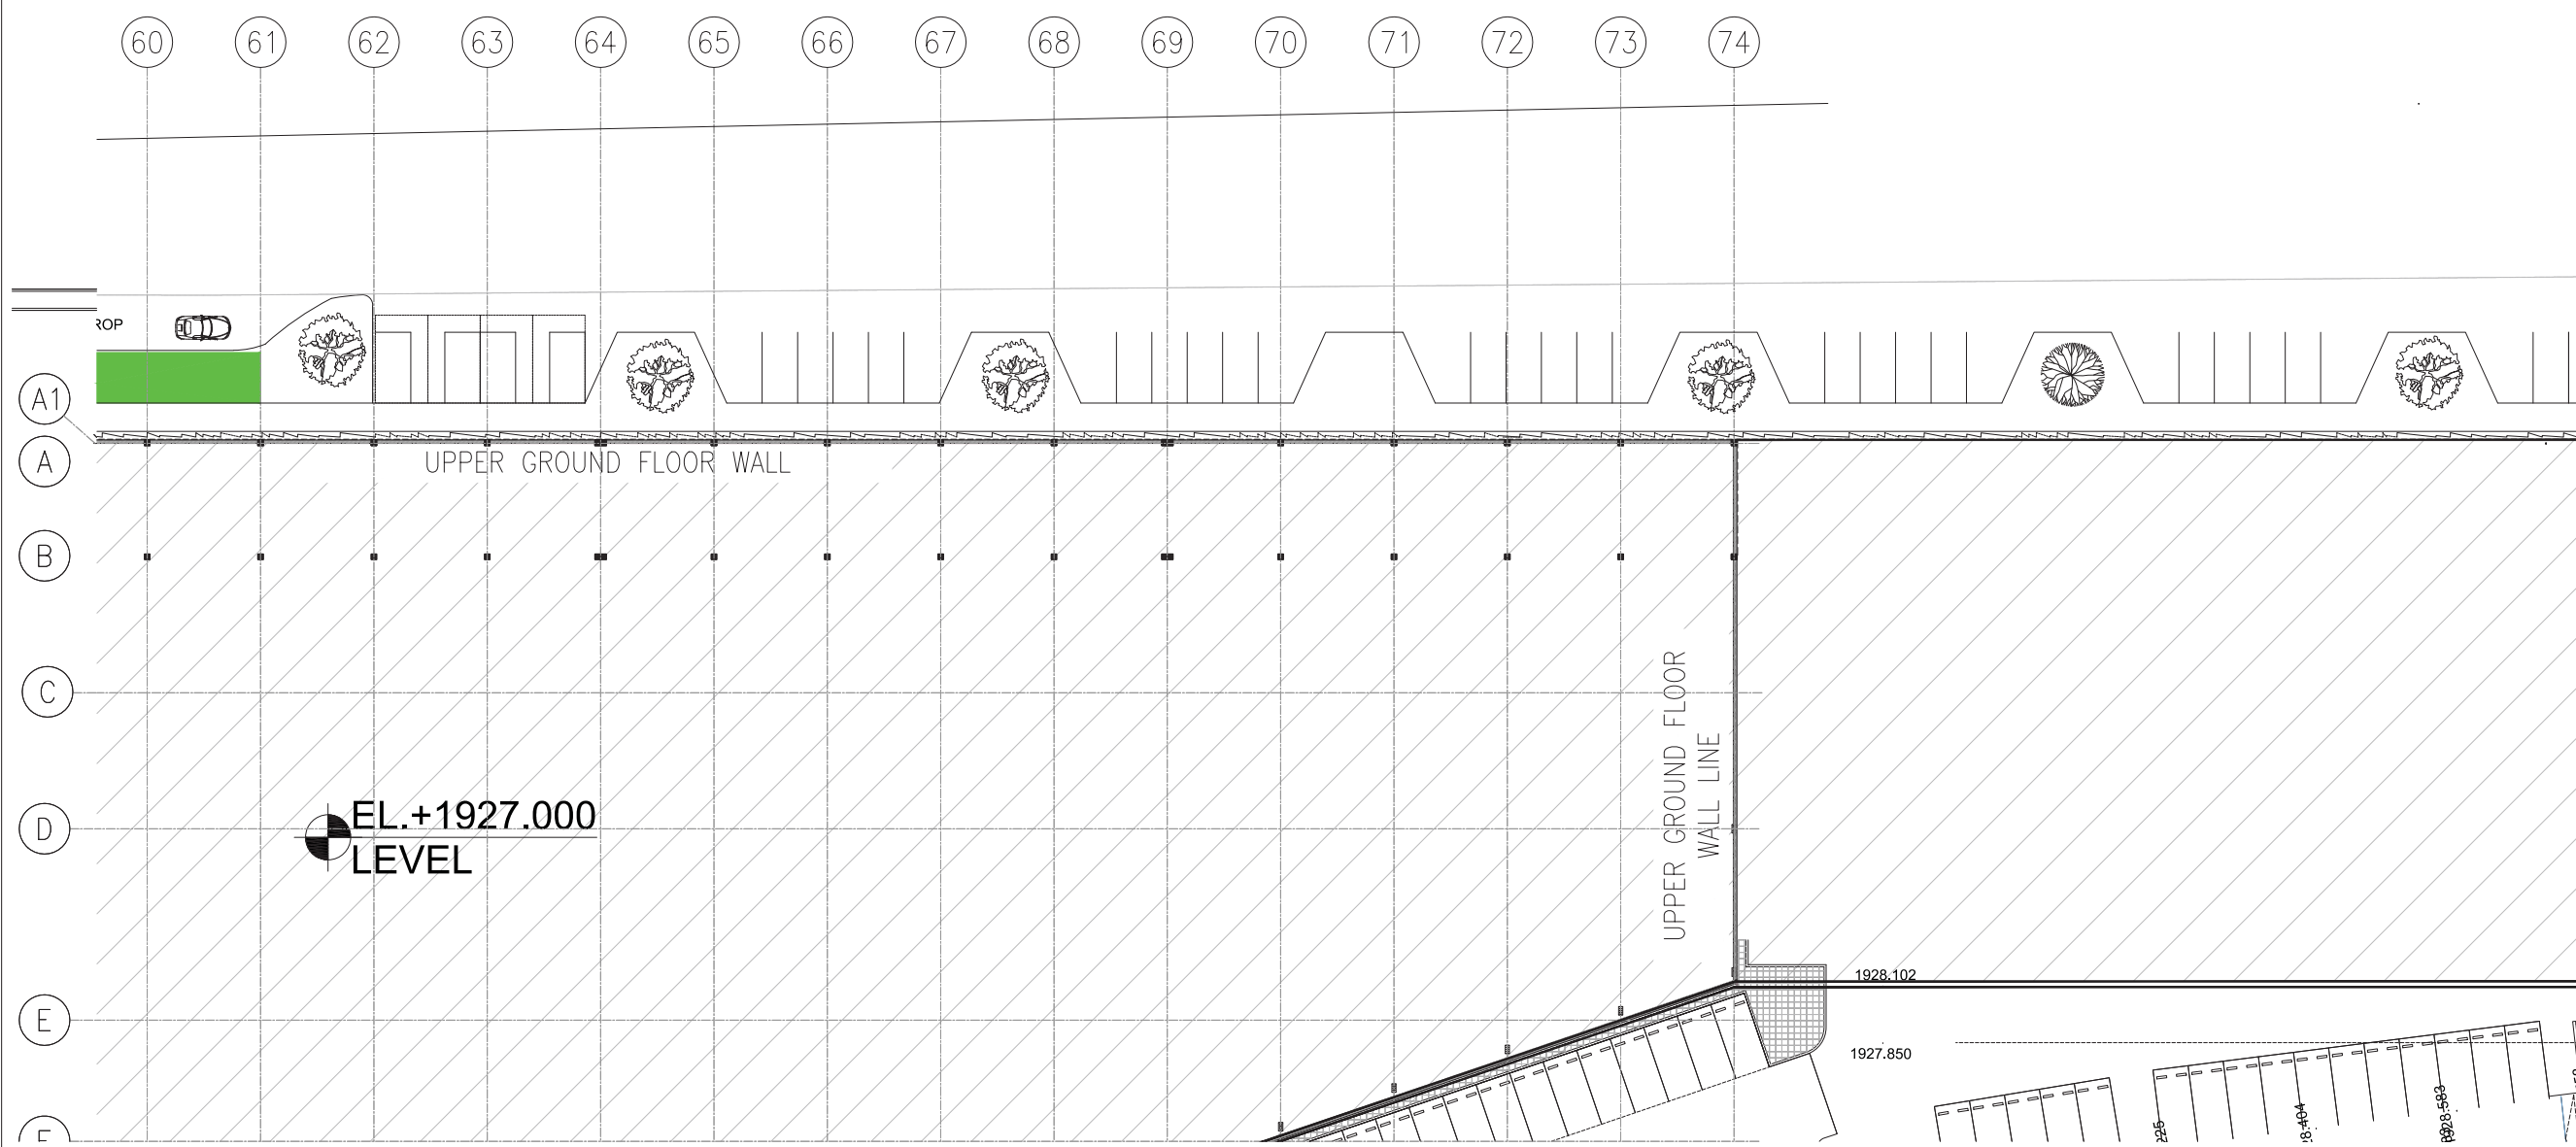 60 61 62 63 64 65 66 67 68 69 70 71 72 73 74
ROP
A1
A
UPPER GROUND FLOOR WALL
B
C
UPPER GROUND FLOOR
WALL LINE
EL.+1927.000
D
LEVEL
1928.102
E
1927.850